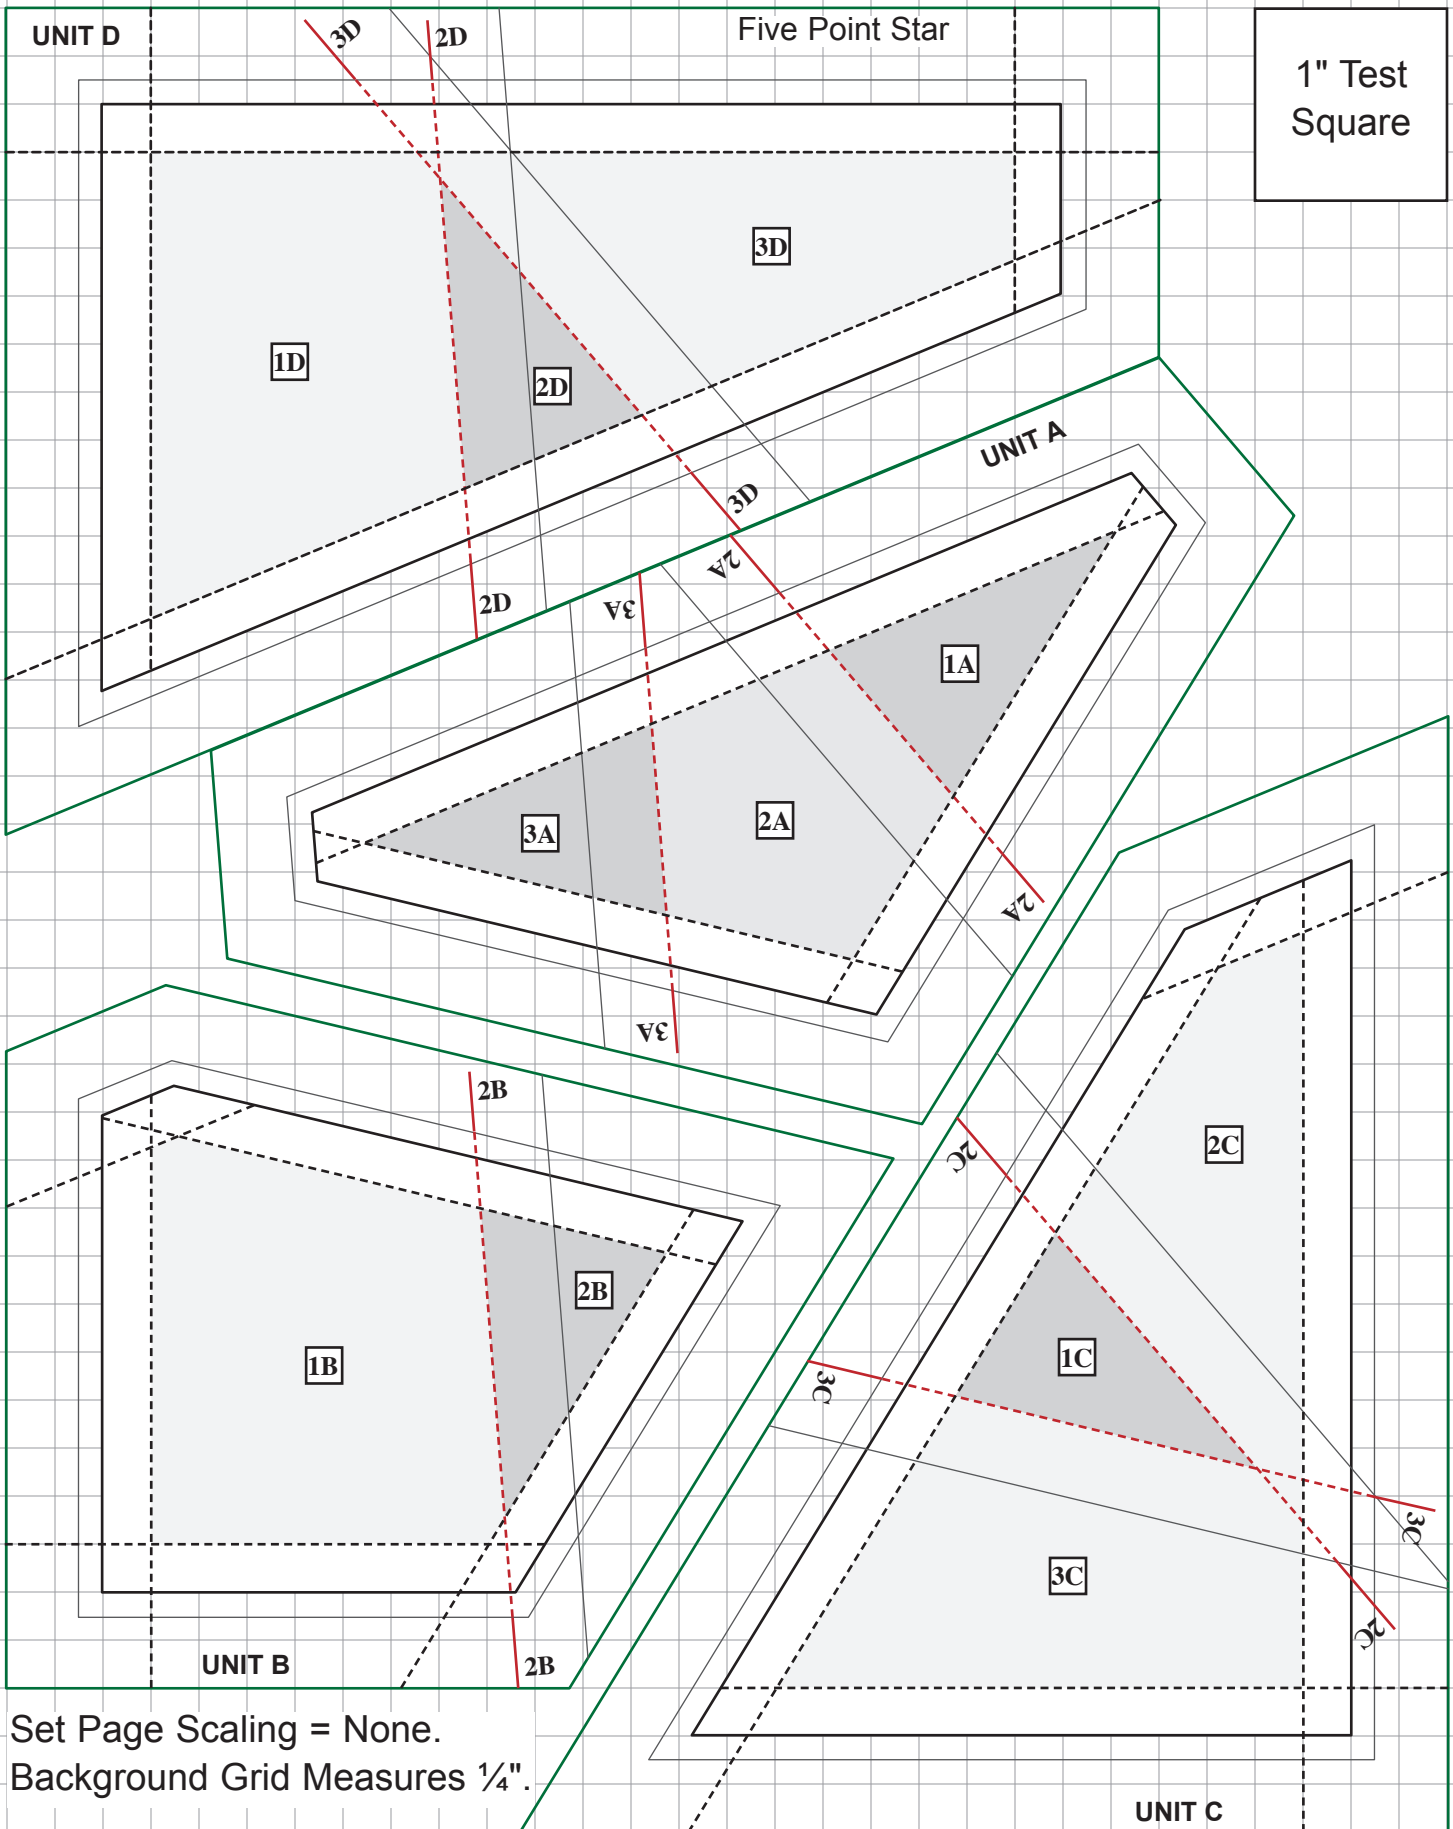 UNIT D
3D
2D
Five Point Star
1" Test
Square
3D
1D
2D
UNIT A
3D
2A
2D
3A
1A
2A
3A
2A
3A
2B
2C
2C
2B
1C
1B
3C
3C
3C
2C
UNIT B
2B
Set Page Scaling = None.
Background Grid Measures ¼".
UNIT C